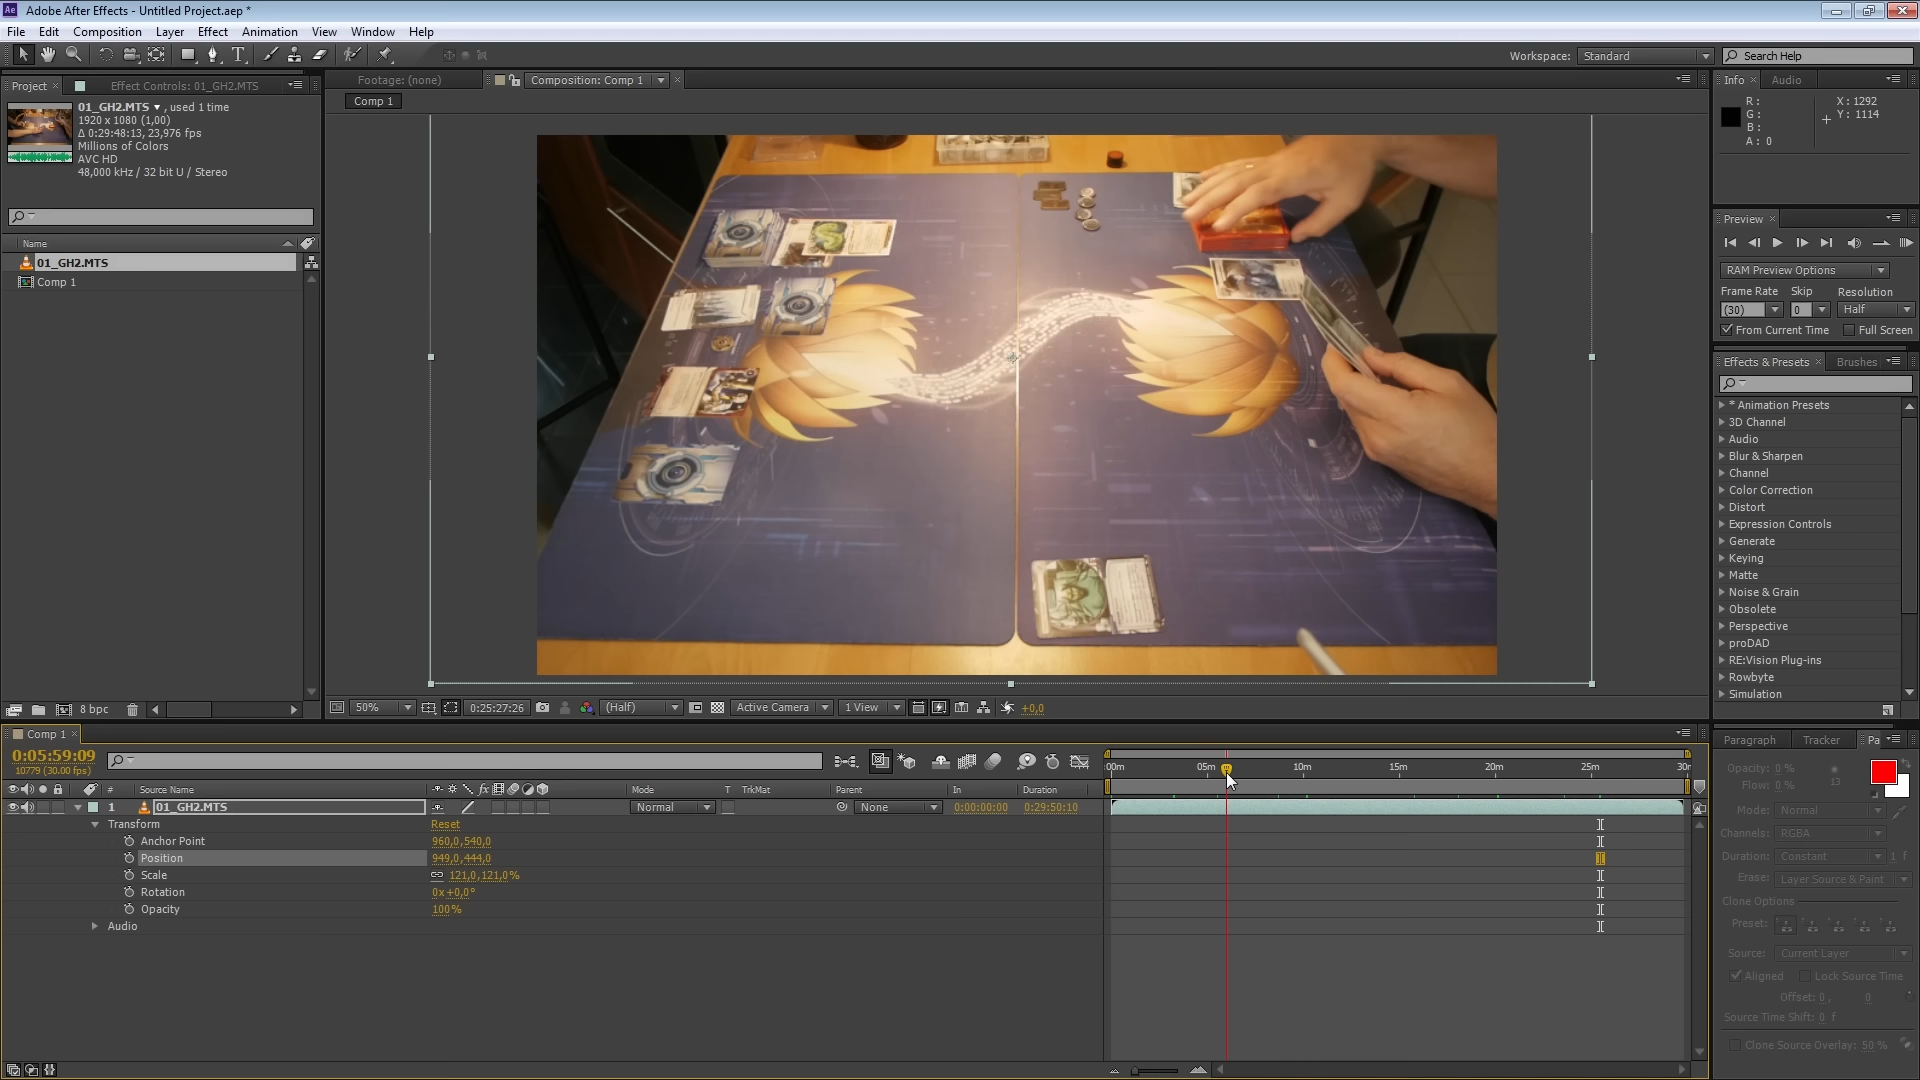 Adobe After Effects - Untitled Project.aep *
File Edit Composition Layer Effect Animation View Window Help
Workspace: Standard Search Help
Project × Effect Controls: 01_GH2.MTS
01_GH2.MTS ▼ , used 1 time
1920 x 1080 (1,00)
Δ 0:29:48:13, 23,976 fps
Millions of Colors
AVC HD
48,000 kHz / 32 bit U / Stereo
Name
01_GH2.MTS
Comp 1
8 bpc
Footage: (none) Composition: Comp 1 ×
Comp 1
50% 0:25:27:26 (Half) Active Camera 1 View +0,0
Info × Audio
R : X : 1292
G : Y : 1114
B :
A : 0
Preview ×
RAM Preview Options
Frame Rate Skip Resolution
(30) 0 Half
From Current Time Full Screen
Effects & Presets × Brushes
* Animation Presets
3D Channel
Audio
Blur & Sharpen
Channel
Color Correction
Distort
Expression Controls
Generate
Keying
Matte
Noise & Grain
Obsolete
Perspective
proDAD
RE:Vision Plug-ins
Rowbyte
Simulation
Comp 1 ×
0:05:59:09
10779 (30.00 fps)
:00m 05m 10m 15m 20m 25m 30m
# Source Name Mode T TrkMat Parent In Duration
1 01_GH2.MTS Normal None 0:00:00:00 0:29:50:10
Transform Reset
Anchor Point 960,0,540,0
Position 949,0,444,0
Scale 121,0,121,0%
Rotation 0x+0,0°
Opacity 100%
Audio
Paragraph Tracker Pa
Opacity: 0 %
Flow: 0 % 13
Mode: Normal
Channels: RGBA
Duration: Constant 1 f
Erase: Layer Source & Paint
Clone Options
Preset:
Source: Current Layer
Aligned Lock Source Time
Offset: 0 , 0
Source Time Shift: 0 f
Clone Source Overlay: 50 %